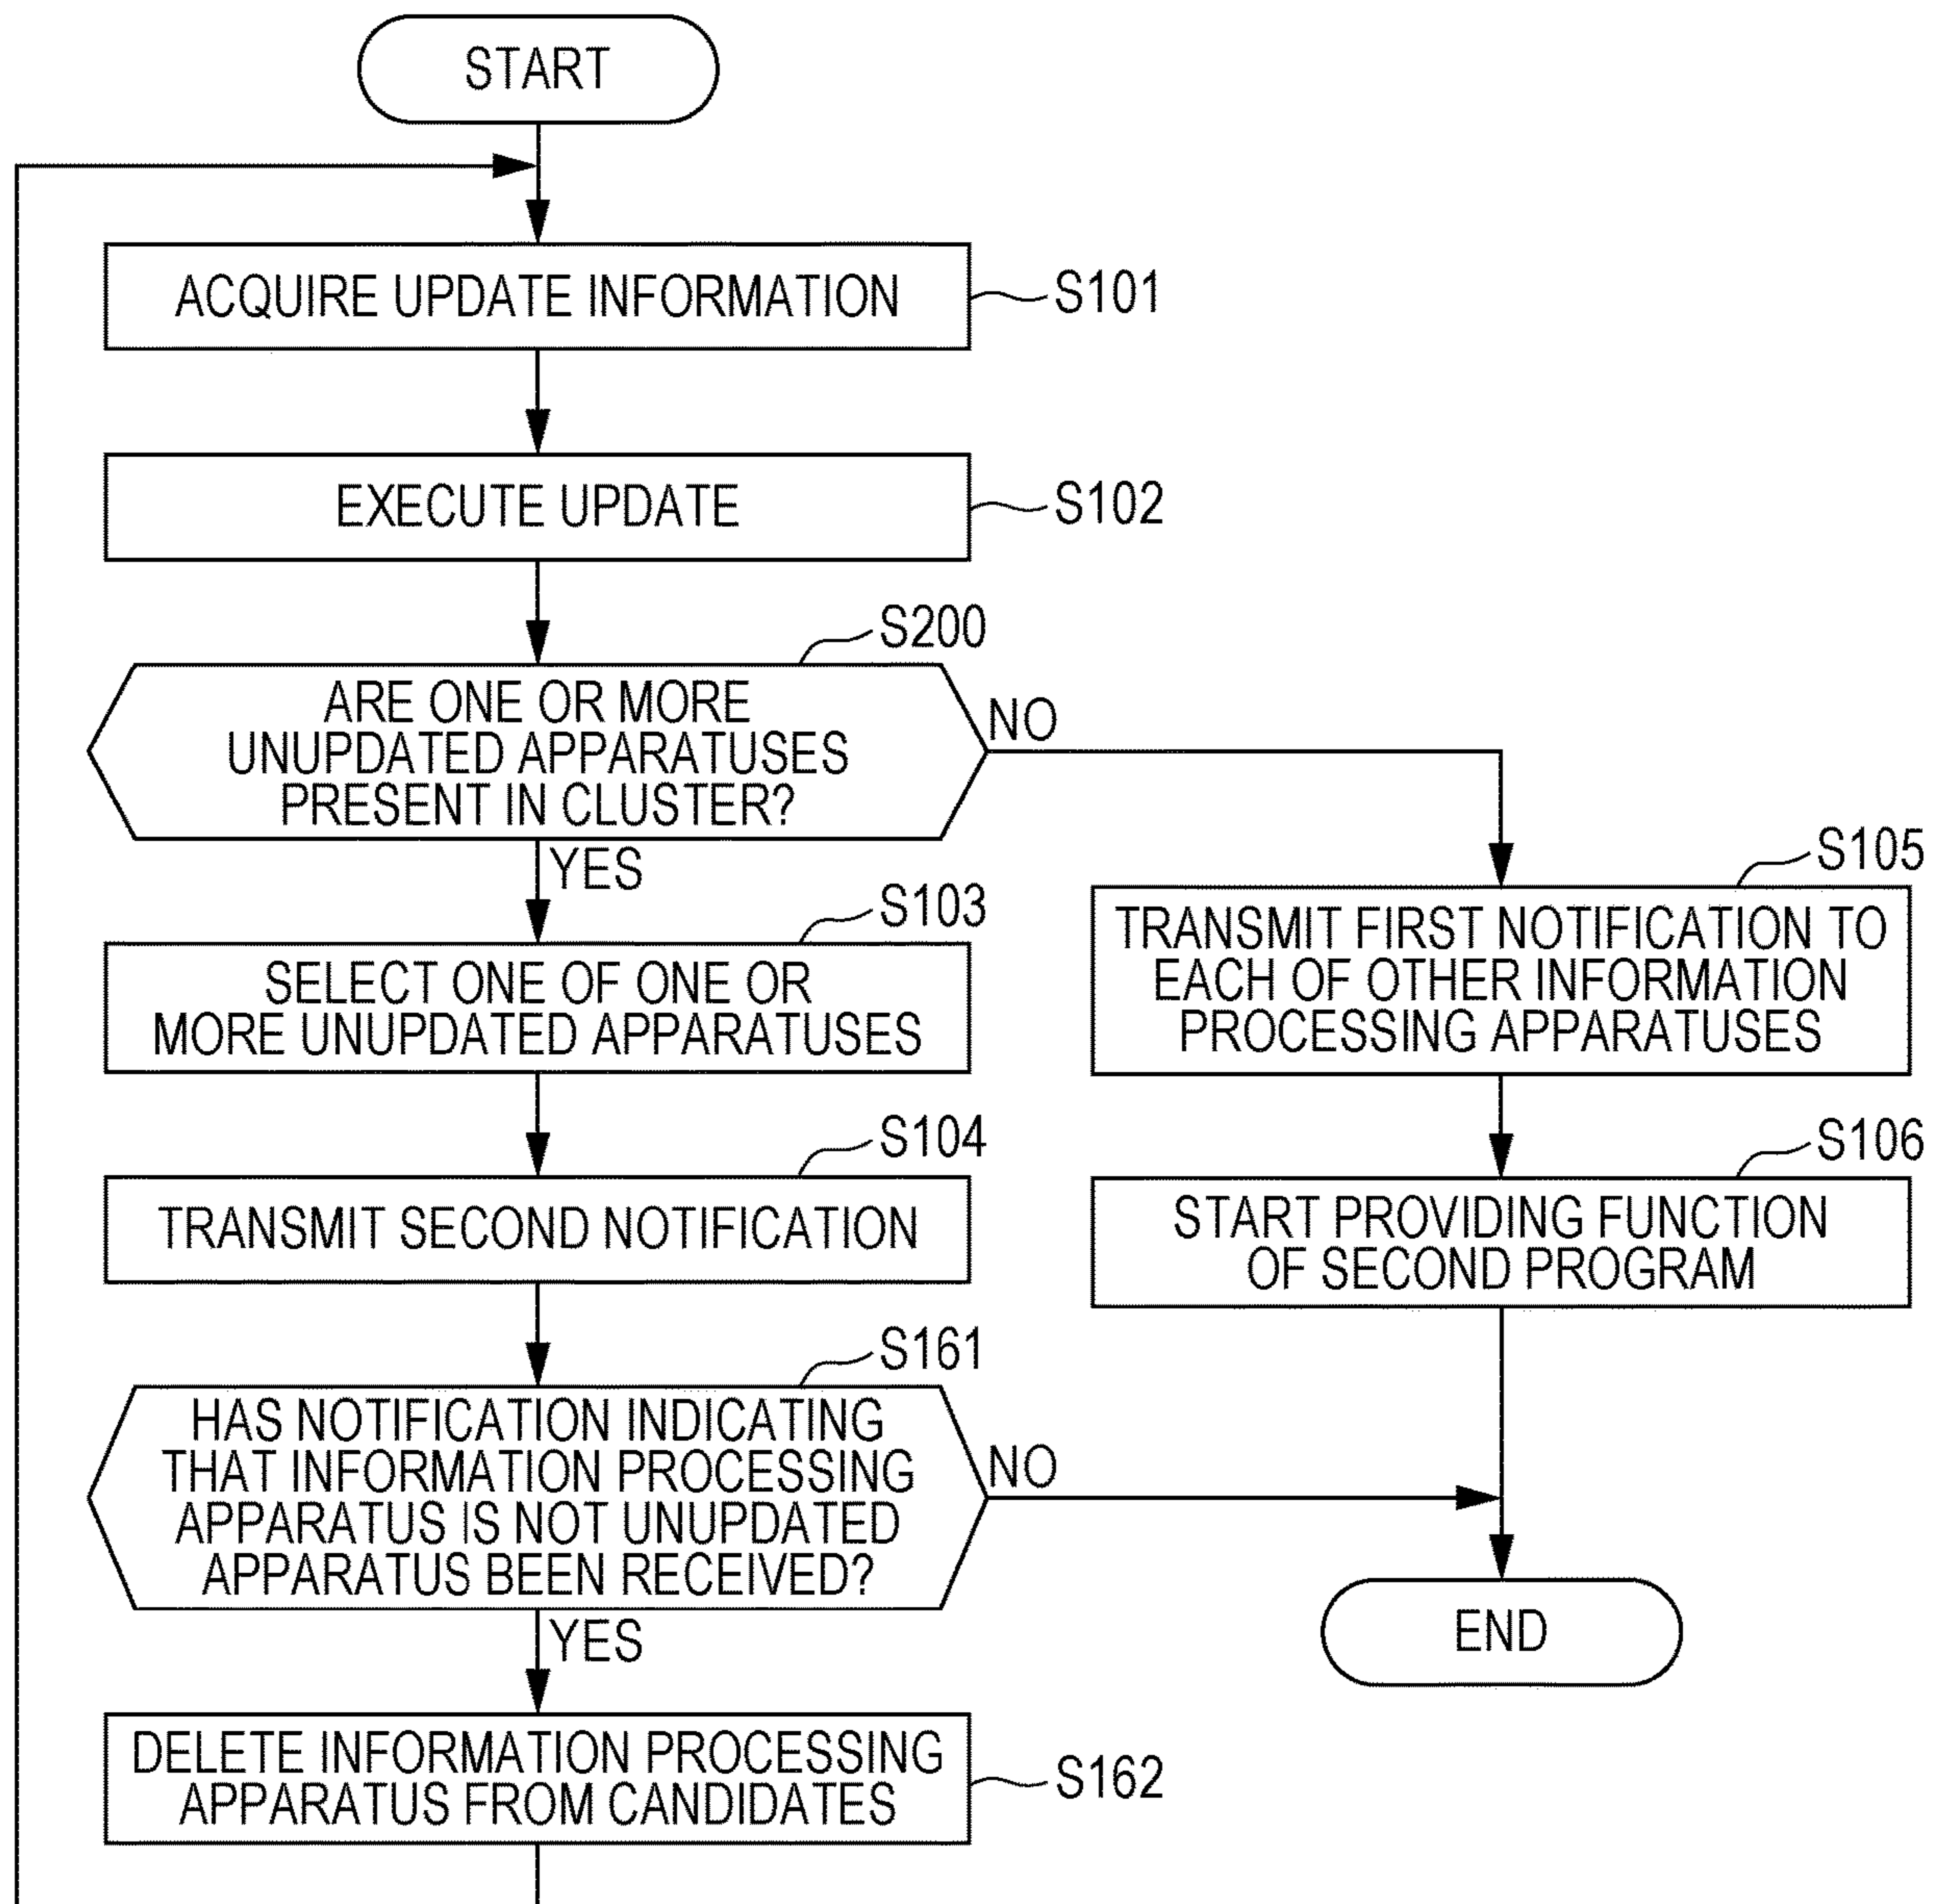 START
ACQUIRE UPDATE INFORMATION
S101
EXECUTE UPDATE
S102
S200
ARE ONE OR MORE
UNUPDATED APPARATUSES
PRESENT IN CLUSTER?
NO
YES
S103
SELECT ONE OF ONE OR
MORE UNUPDATED APPARATUSES
S105
TRANSMIT FIRST NOTIFICATION TO
EACH OF OTHER INFORMATION
PROCESSING APPARATUSES
S104
TRANSMIT SECOND NOTIFICATION
S106
START PROVIDING FUNCTION
OF SECOND PROGRAM
S161
HAS NOTIFICATION INDICATING
THAT INFORMATION PROCESSING
APPARATUS IS NOT UNUPDATED
APPARATUS BEEN RECEIVED?
NO
YES
END
DELETE INFORMATION PROCESSING
APPARATUS FROM CANDIDATES
S162